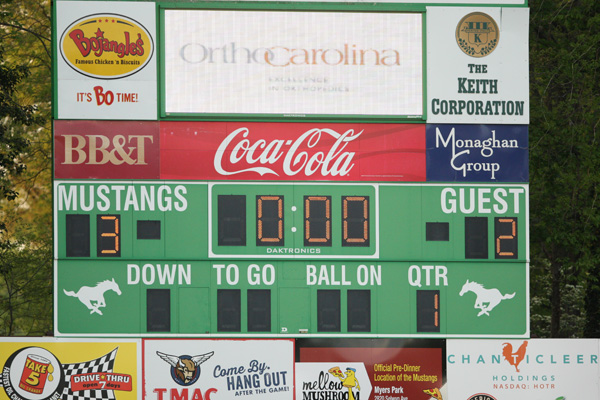 Bojangles'
Famous Chicken 'n Biscuits
IT'S BO TIME!
OrthoCarolina
EXCELLENCE
IN ORTHOPEDICS
K
THE
KEITH
CORPORATION
BB&T
Coca-Cola
Monaghan
Group
MUSTANGS
3
0:00
DAKTRONICS
GUEST
2
DOWN TO GO BALL ON QTR
1
TAKE
5
DRIVE-THRU
TMAC
Come By,
HANG OUT
AFTER THE GAME!
mellow
MUSHROOM
Official Pre-Dinner
Location of the Mustangs
Myers Park
CHANTICLEER
HOLDINGS
NASDAQ: HOTR